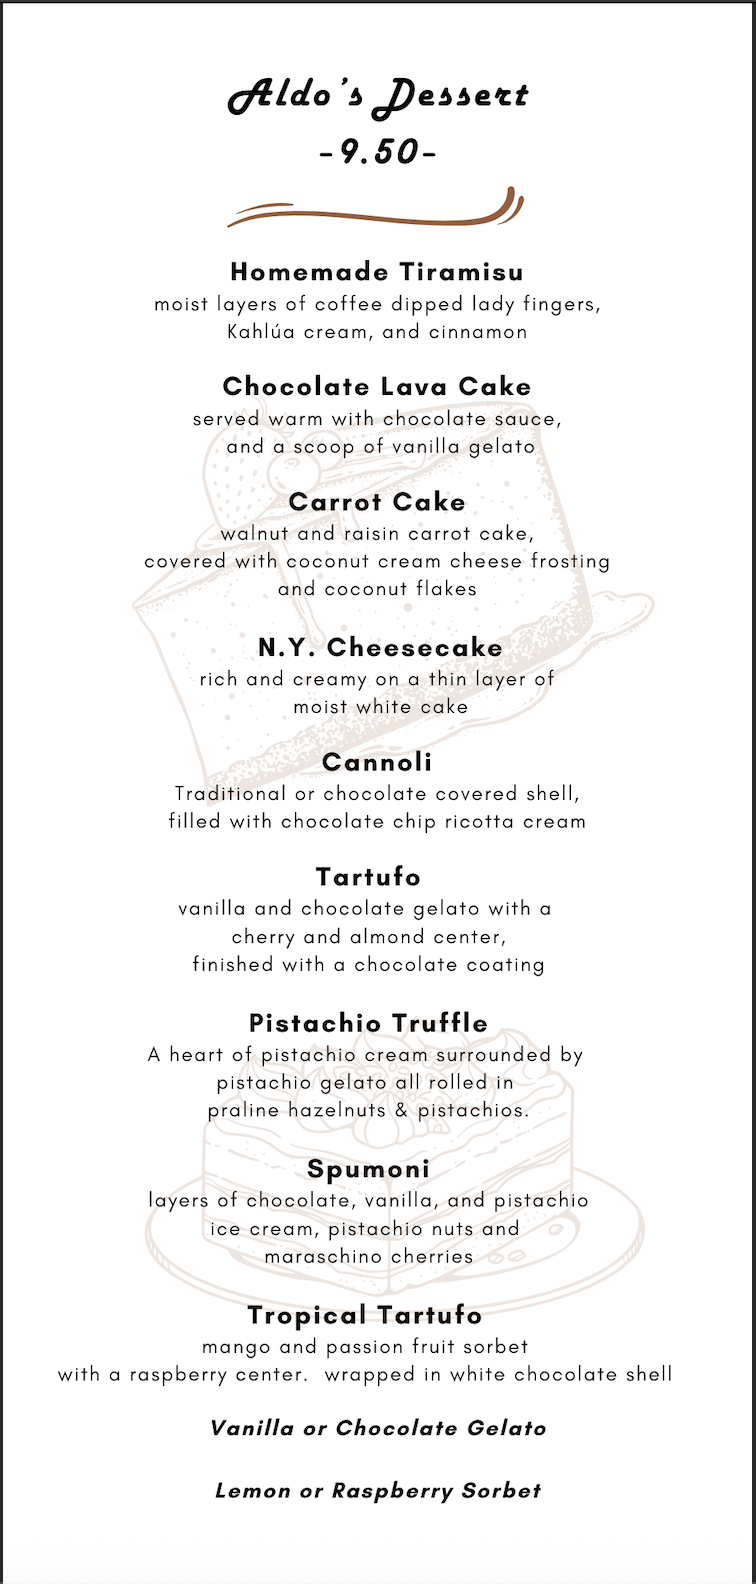 Aldo's Dessert
-9.50-
Homemade Tiramisu
moist layers of coffee dipped lady fingers,
Kahlúa cream, and cinnamon
Chocolate Lava Cake
served warm with chocolate sauce,
and a scoop of vanilla gelato
Carrot Cake
walnut and raisin carrot cake,
covered with coconut cream cheese frosting
and coconut flakes
N.Y. Cheesecake
rich and creamy on a thin layer of
moist white cake
Cannoli
Traditional or chocolate covered shell,
filled with chocolate chip ricotta cream
Tartufo
vanilla and chocolate gelato with a
cherry and almond center,
finished with a chocolate coating
Pistachio Truffle
A heart of pistachio cream surrounded by
pistachio gelato all rolled in
praline hazelnuts & pistachios.
Spumoni
layers of chocolate, vanilla, and pistachio
ice cream, pistachio nuts and
maraschino cherries
Tropical Tartufo
mango and passion fruit sorbet
with a raspberry center.  wrapped in white chocolate shell
Vanilla or Chocolate Gelato
Lemon or Raspberry Sorbet